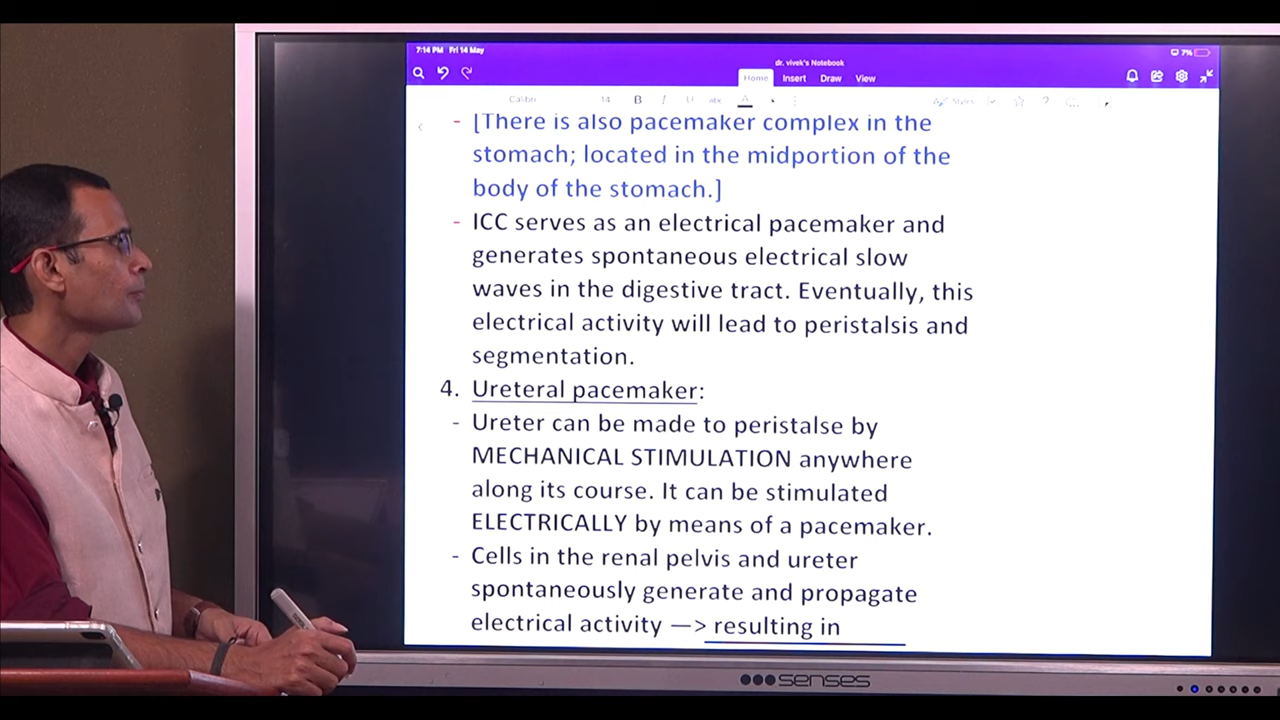 7:14 PM Fri 14 May
7%
dr. vivek's Notebook
Home Insert Draw View
Calibri 14 B I U abc A
Styles
- [There is also pacemaker complex in the
stomach; located in the midportion of the
body of the stomach.]
- ICC serves as an electrical pacemaker and
generates spontaneous electrical slow
waves in the digestive tract. Eventually, this
electrical activity will lead to peristalsis and
segmentation.
4. Ureteral pacemaker:
- Ureter can be made to peristalse by
MECHANICAL STIMULATION anywhere
along its course. It can be stimulated
ELECTRICALLY by means of a pacemaker.
- Cells in the renal pelvis and ureter
spontaneously generate and propagate
electrical activity —> resulting in
senses